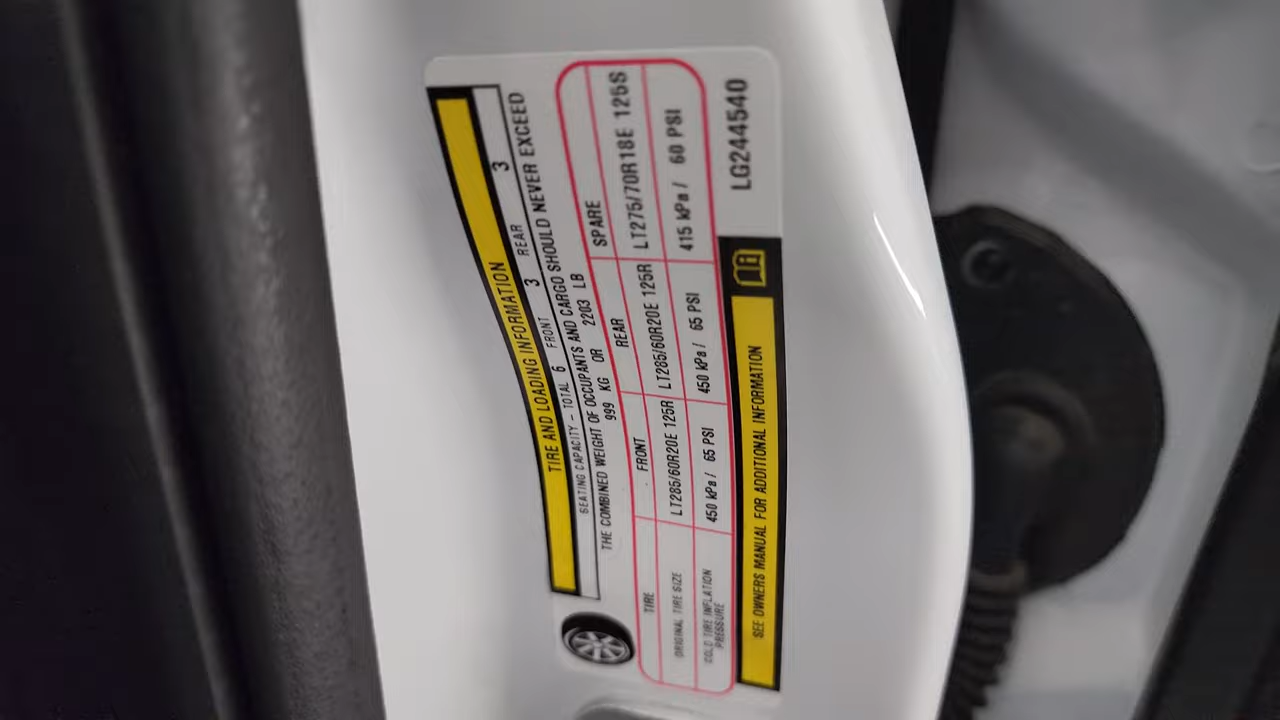 TIRE AND LOADING INFORMATION
SEATING CAPACITY - TOTAL 6 FRONT 3 REAR 3
THE COMBINED WEIGHT OF OCCUPANTS AND CARGO SHOULD NEVER EXCEED
999 KG OR 2203 LB
TIRE FRONT REAR SPARE
ORIGINAL TIRE SIZE LT285/60R20E 125R LT285/60R20E 125R LT275/70R18E 125S
COLD TIRE INFLATION PRESSURE 450 kPa / 65 PSI 450 kPa / 65 PSI 415 kPa / 60 PSI
SEE OWNERS MANUAL FOR ADDITIONAL INFORMATION
LG244540